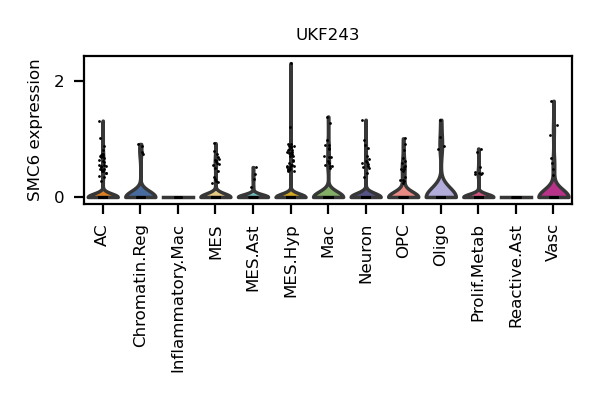 UKF243
SMC6 expression
2
0
AC
Chromatin.Reg
Inflammatory.Mac
MES
MES.Ast
MES.Hyp
Mac
Neuron
OPC
Oligo
Prolif.Metab
Reactive.Ast
Vasc